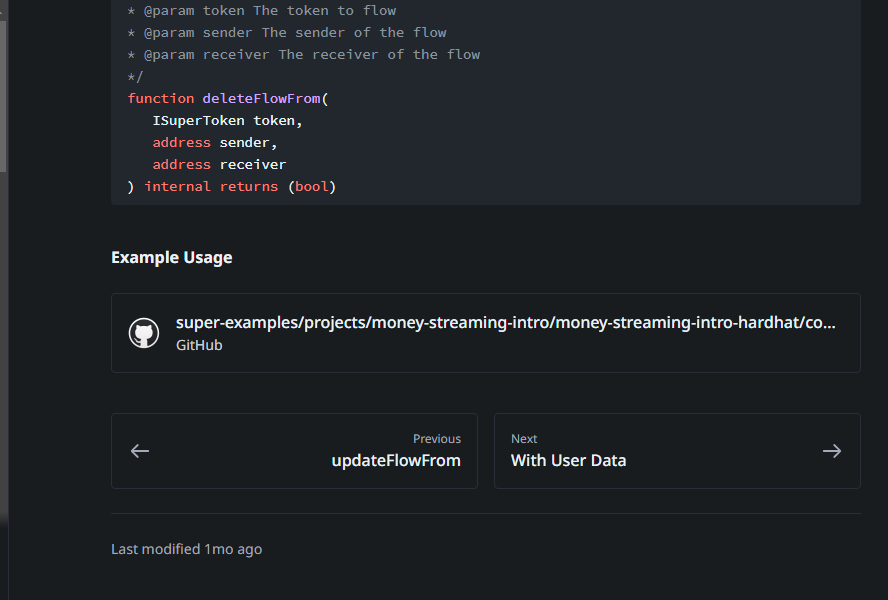 * @param token The token to flow
* @param sender The sender of the flow
* @param receiver The receiver of the flow
*/
function deleteFlowFrom(
ISuperToken token,
address sender,
address receiver
) internal returns (bool)
Example Usage
super-examples/projects/money-streaming-intro/money-streaming-intro-hardhat/co...
GitHub
Previous
updateFlowFrom
Next
With User Data
Last modified 1mo ago